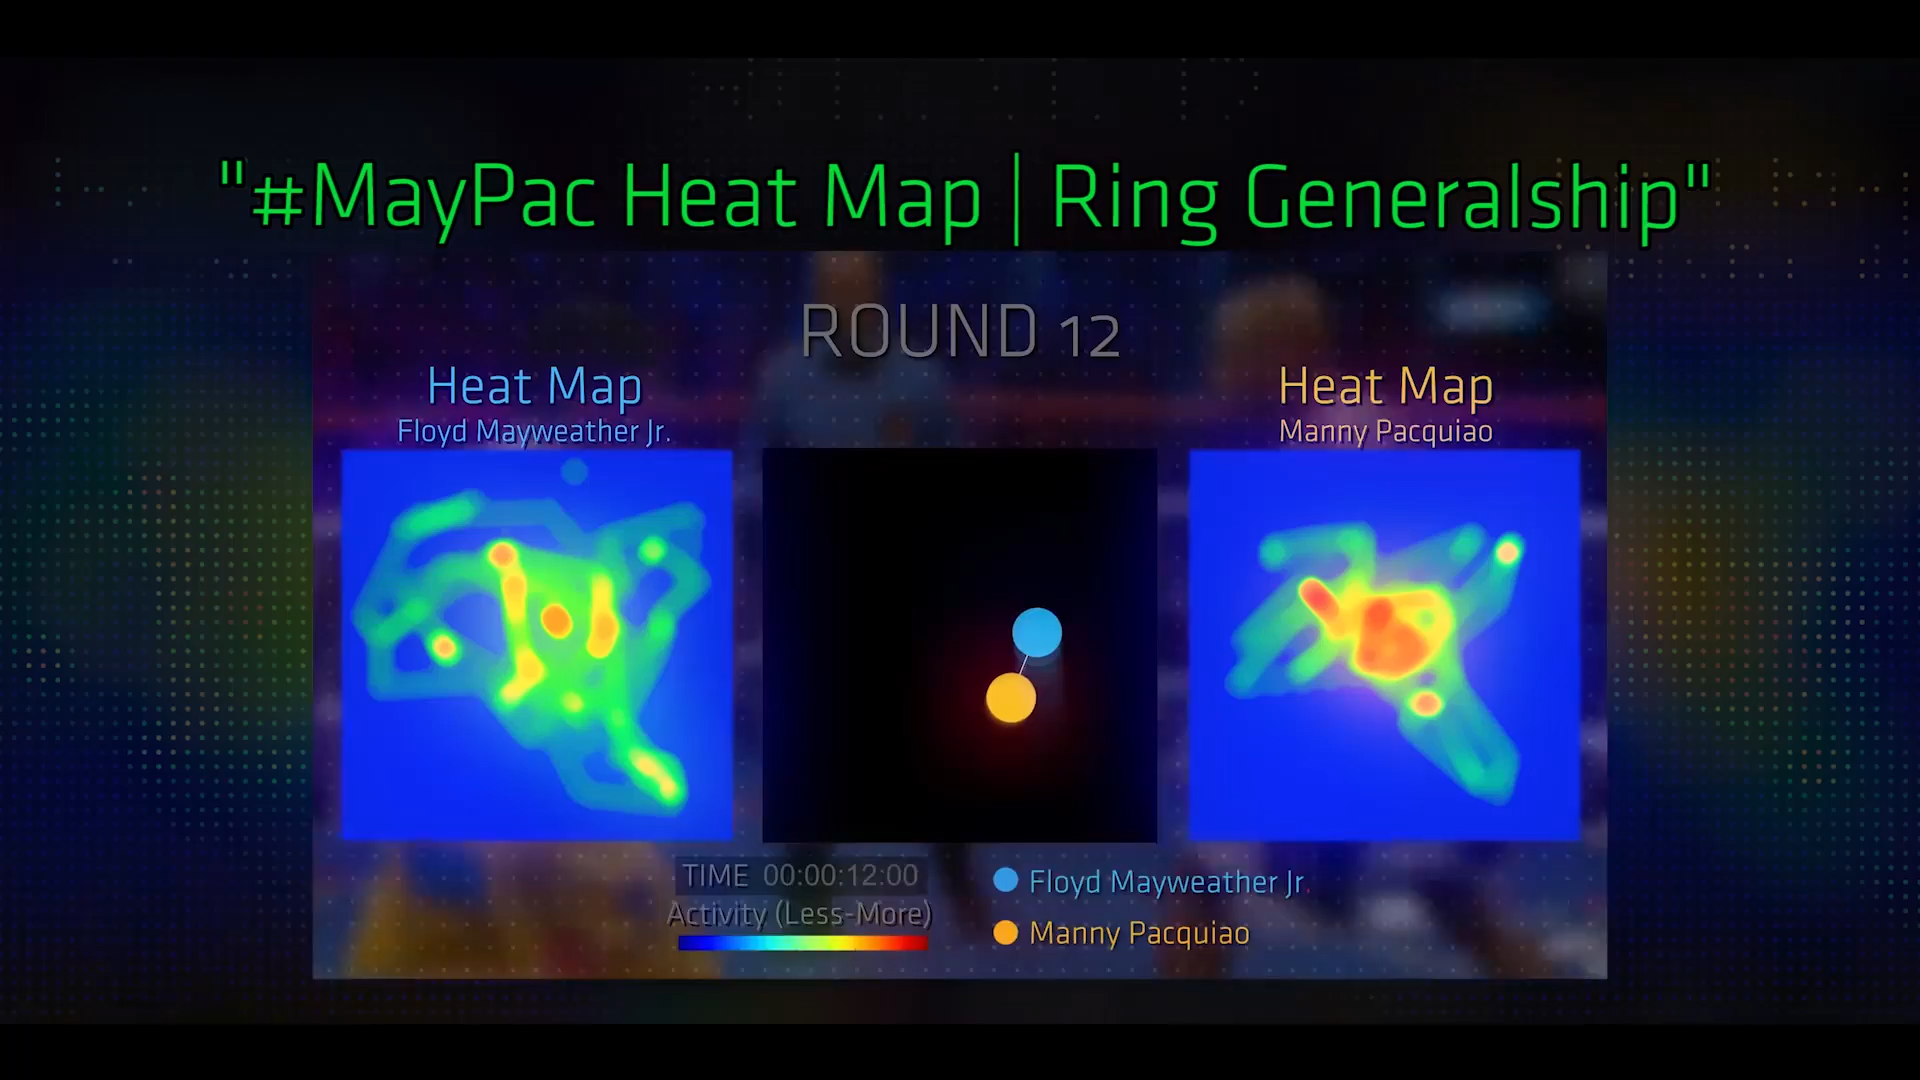 "#MayPac Heat Map | Ring Generalship"
ROUND 12
Heat Map
Floyd Mayweather Jr.
Heat Map
Manny Pacquiao
TIME 00:00:12:00
Activity (Less-More)
Floyd Mayweather Jr.
Manny Pacquiao